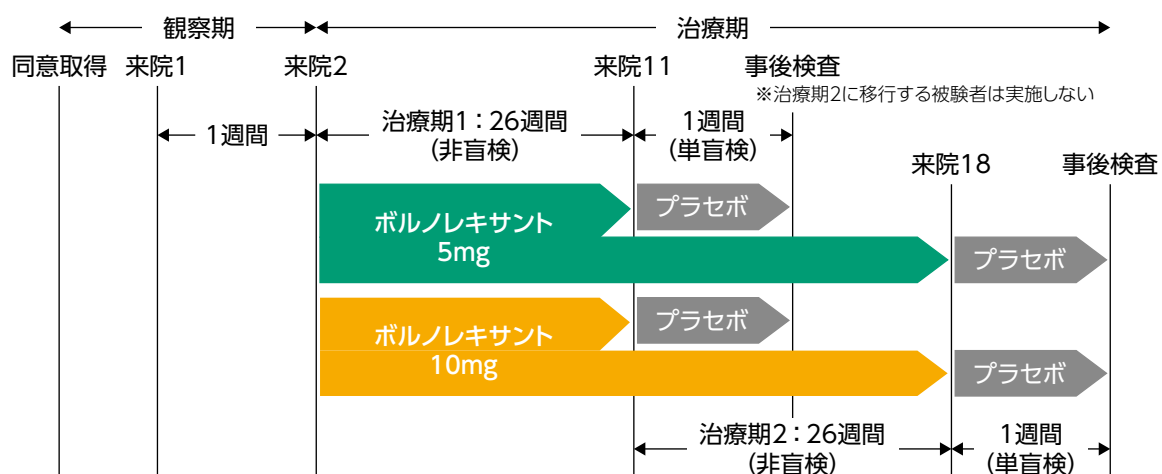 観察期
治療期
同意取得
来院1
来院2
来院11
事後検査
※治療期2に移行する被験者は実施しない
1週間
治療期1：26週間
（非盲検）
1週間
（単盲検）
来院18
事後検査
ボルノレキサント
5mg
プラセボ
プラセボ
ボルノレキサント
10mg
プラセボ
プラセボ
治療期2：26週間
（非盲検）
1週間
（単盲検）